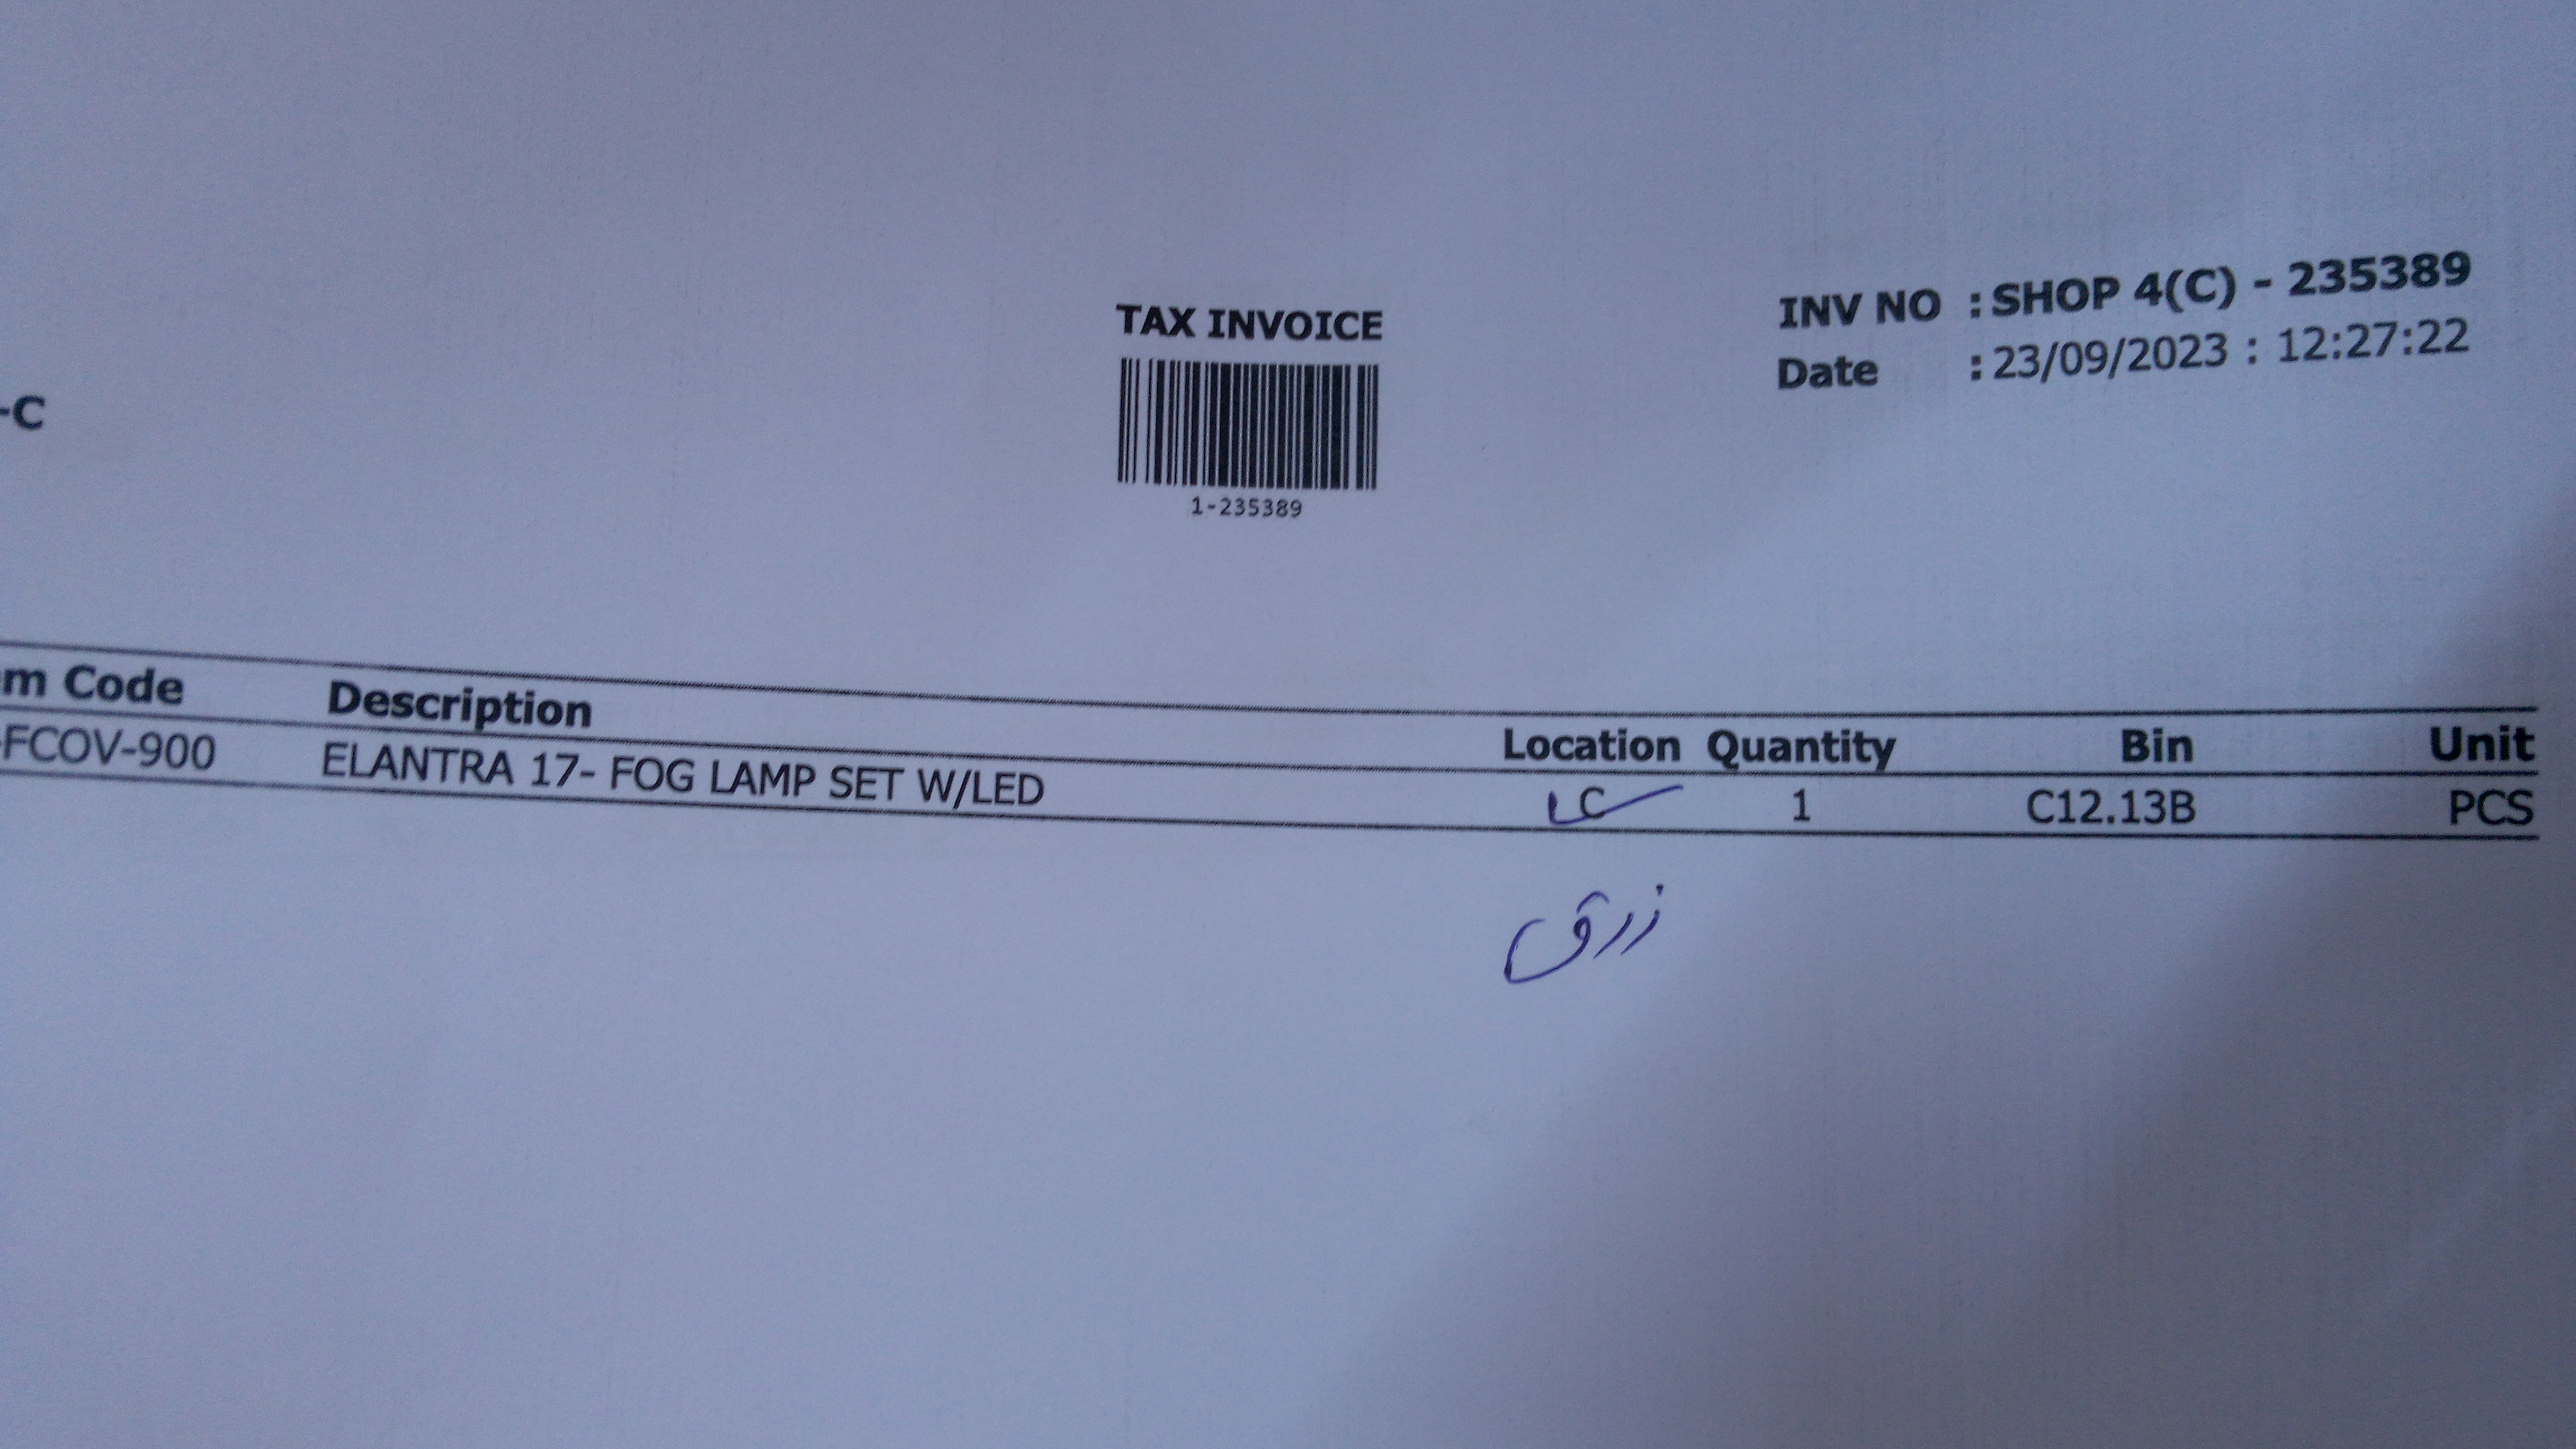 TAX INVOICE
INV NO : SHOP 4(C) - 235389
Date : 23/09/2023 : 12:27:22
-C
1-235389
m Code Description Location Quantity Bin Unit
-FCOV-900 ELANTRA 17- FOG LAMP SET W/LED C 1 C12.13B PCS
زرق